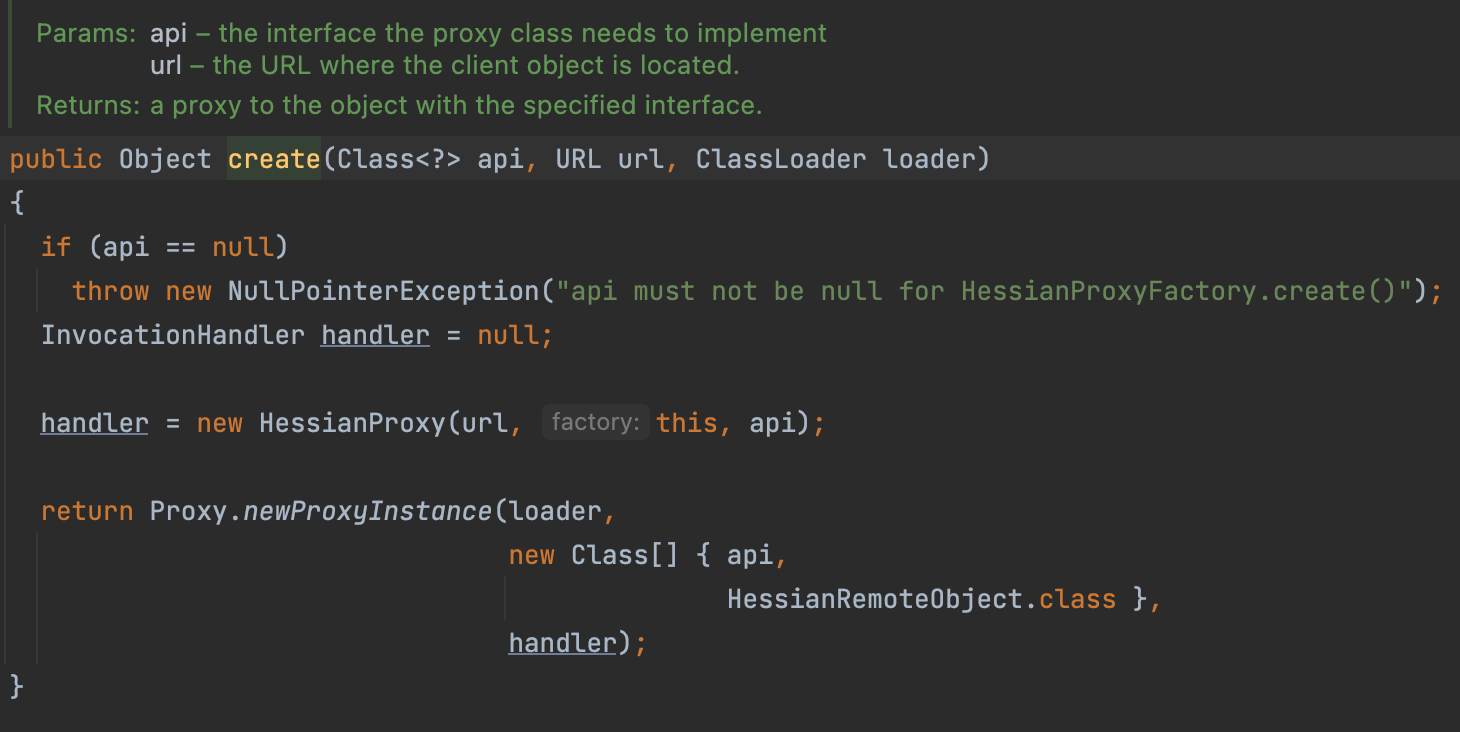 Params: api – the interface the proxy class needs to implement
url – the URL where the client object is located.
Returns: a proxy to the object with the specified interface.
public Object create(Class<?> api, URL url, ClassLoader loader)
{
if (api == null)
throw new NullPointerException("api must not be null for HessianProxyFactory.create()");
InvocationHandler handler = null;
handler = new HessianProxy(url, factory: this, api);
return Proxy.newProxyInstance(loader,
new Class[] { api,
HessianRemoteObject.class },
handler);
}